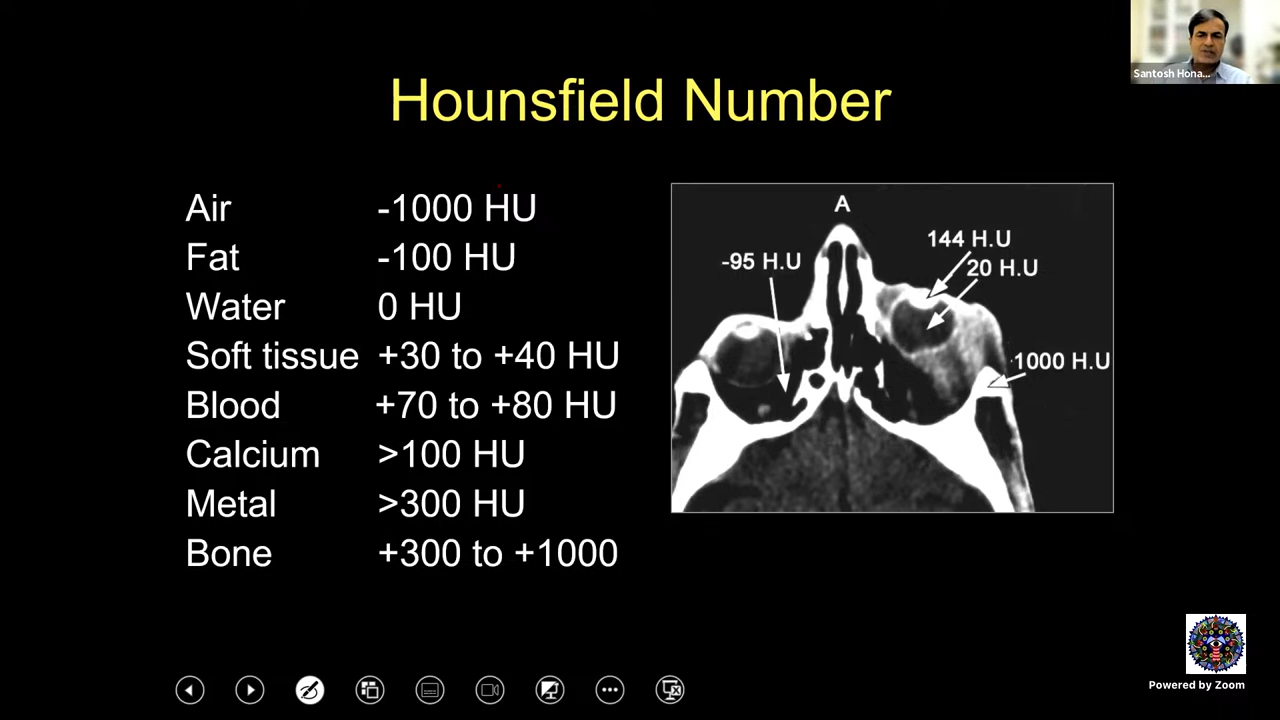 Santosh Hona...
Hounsfield Number
Air -1000 HU
Fat -100 HU
Water 0 HU
Soft tissue +30 to +40 HU
Blood +70 to +80 HU
Calcium >100 HU
Metal >300 HU
Bone +300 to +1000
A
144 H.U
-95 H.U
20 H.U
1000 H.U
Powered by Zoom